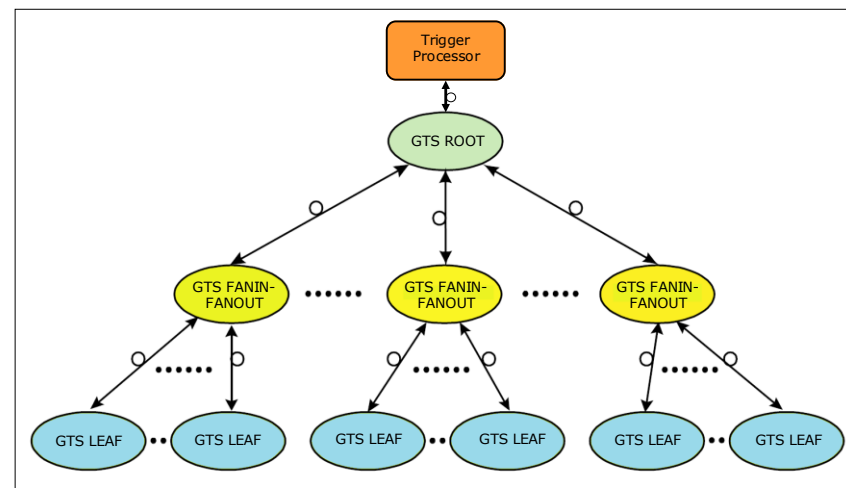 Trigger
Processor
GTS ROOT
GTS FANIN-
FANOUT
GTS FANIN-
FANOUT
GTS FANIN-
FANOUT
GTS LEAF
GTS LEAF
GTS LEAF
GTS LEAF
GTS LEAF
GTS LEAF